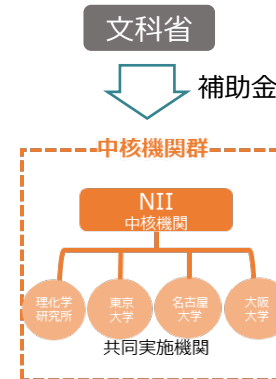 文科省
補助金
中核機関群
NII
中核機関
理化学
研究所
東京
大学
名古屋
大学
大阪
大学
共同実施機関